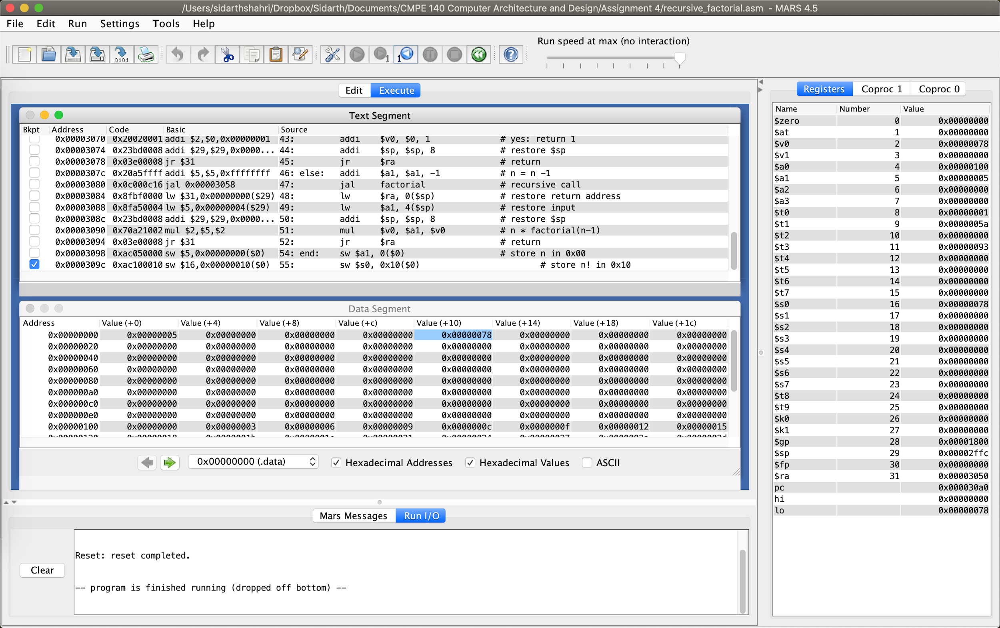 /Users/sidarthshahri/Dropbox/Sidarth/Documents/CMPE 140 Computer Architecture and Design/Assignment 4/recursive_factorial.asm - MARS 4.5
File Edit Run Settings Tools Help
Run speed at max (no interaction)
0101
1
1
Edit Execute
Registers Coproc 1 Coproc 0
Text Segment
Bkpt Address Code Basic Source
0x00003070 0x20020001 addi $2,$0,0x00000001 43: addi $v0, $0, 1 # yes: return 1
0x00003074 0x23bd0008 addi $29,$29,0x0000... 44: addi $sp, $sp, 8 # restore $sp
0x00003078 0x03e00008 jr $31 45: jr $ra # return
0x0000307c 0x20a5ffff addi $5,$5,0xffffffff 46: else: addi $a1, $a1, -1 # n = n -1
0x00003080 0x0c000c16 jal 0x00003058 47: jal factorial # recursive call
0x00003084 0x8fbf0000 lw $31,0x00000000($29) 48: lw $ra, 0($sp) # restore return address
0x00003088 0x8fa50004 lw $5,0x00000004($29) 49: lw $a1, 4($sp) # restore input
0x0000308c 0x23bd0008 addi $29,$29,0x0000... 50: addi $sp, $sp, 8 # restore $sp
0x00003090 0x70a21002 mul $2,$5,$2 51: mul $v0, $a1, $v0 # n * factorial(n-1)
0x00003094 0x03e00008 jr $31 52: jr $ra # return
0x00003098 0xac050000 sw $5,0x00000000($0) 54: end: sw $a1, 0($0) # store n in 0x00
0x0000309c 0xac100010 sw $16,0x00000010($0) 55: sw $s0, 0x10($0) # store n! in 0x10
Data Segment
Address Value (+0) Value (+4) Value (+8) Value (+c) Value (+10) Value (+14) Value (+18) Value (+1c)
0x00000000 0x00000005 0x00000000 0x00000000 0x00000000 0x00000078 0x00000000 0x00000000 0x00000000
0x00000020 0x00000000 0x00000000 0x00000000 0x00000000 0x00000000 0x00000000 0x00000000 0x00000000
0x00000040 0x00000000 0x00000000 0x00000000 0x00000000 0x00000000 0x00000000 0x00000000 0x00000000
0x00000060 0x00000000 0x00000000 0x00000000 0x00000000 0x00000000 0x00000000 0x00000000 0x00000000
0x00000080 0x00000000 0x00000000 0x00000000 0x00000000 0x00000000 0x00000000 0x00000000 0x00000000
0x000000a0 0x00000000 0x00000000 0x00000000 0x00000000 0x00000000 0x00000000 0x00000000 0x00000000
0x000000c0 0x00000000 0x00000000 0x00000000 0x00000000 0x00000000 0x00000000 0x00000000 0x00000000
0x000000e0 0x00000000 0x00000000 0x00000000 0x00000000 0x00000000 0x00000000 0x00000000 0x00000000
0x00000100 0x00000000 0x00000003 0x00000006 0x00000009 0x0000000c 0x0000000f 0x00000012 0x00000015
0x00000000 (.data) Hexadecimal Addresses Hexadecimal Values ASCII
Mars Messages Run I/O
Reset: reset completed.
Clear
-- program is finished running (dropped off bottom) --
Name Number Value
$zero 0 0x00000000
$at 1 0x00000000
$v0 2 0x00000078
$v1 3 0x00000000
$a0 4 0x00000100
$a1 5 0x00000005
$a2 6 0x00000000
$a3 7 0x00000000
$t0 8 0x00000001
$t1 9 0x0000005a
$t2 10 0x00000000
$t3 11 0x00000093
$t4 12 0x00000000
$t5 13 0x00000000
$t6 14 0x00000000
$t7 15 0x00000000
$s0 16 0x00000078
$s1 17 0x00000000
$s2 18 0x00000000
$s3 19 0x00000000
$s4 20 0x00000000
$s5 21 0x00000000
$s6 22 0x00000000
$s7 23 0x00000000
$t8 24 0x00000000
$t9 25 0x00000000
$k0 26 0x00000000
$k1 27 0x00000000
$gp 28 0x00001800
$sp 29 0x00002ffc
$fp 30 0x00000000
$ra 31 0x00003050
pc 0x000030a0
hi 0x00000000
lo 0x00000078